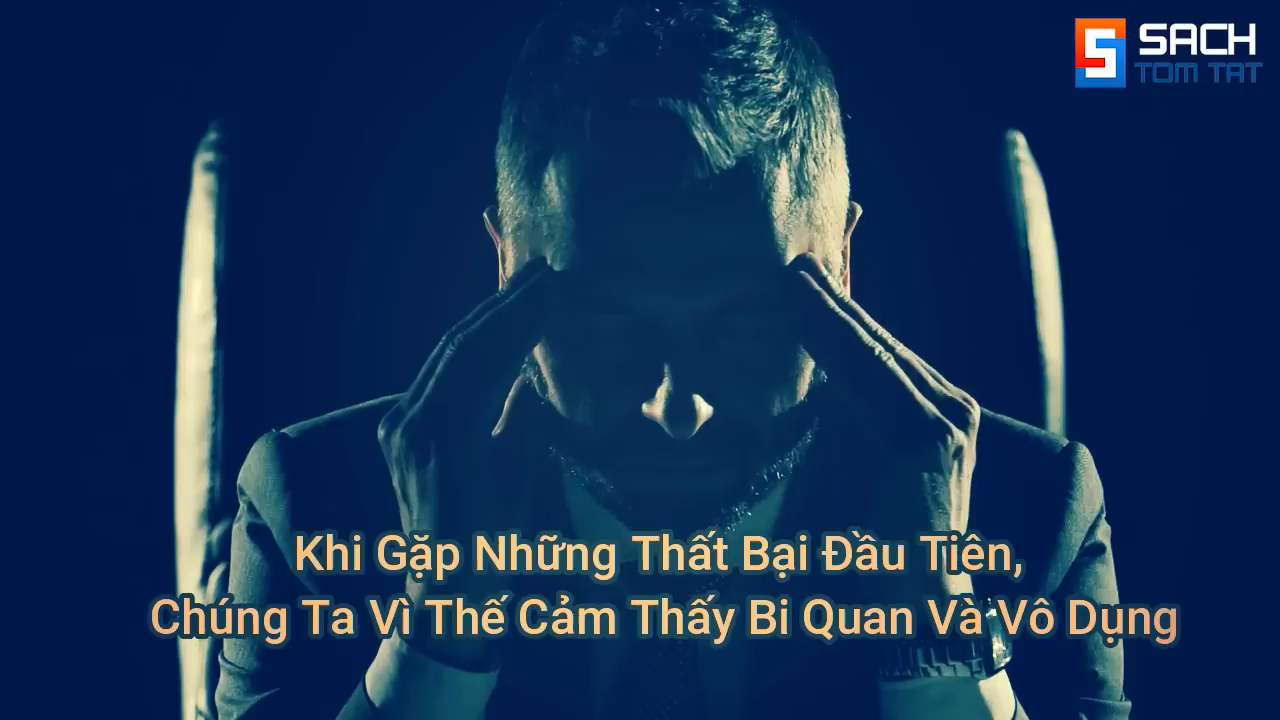 SACH
TOM TAT
Khi Gặp Những Thất Bại Đầu Tiên,
Chúng Ta Vì Thế Cảm Thấy Bi Quan Và Vô Dụng